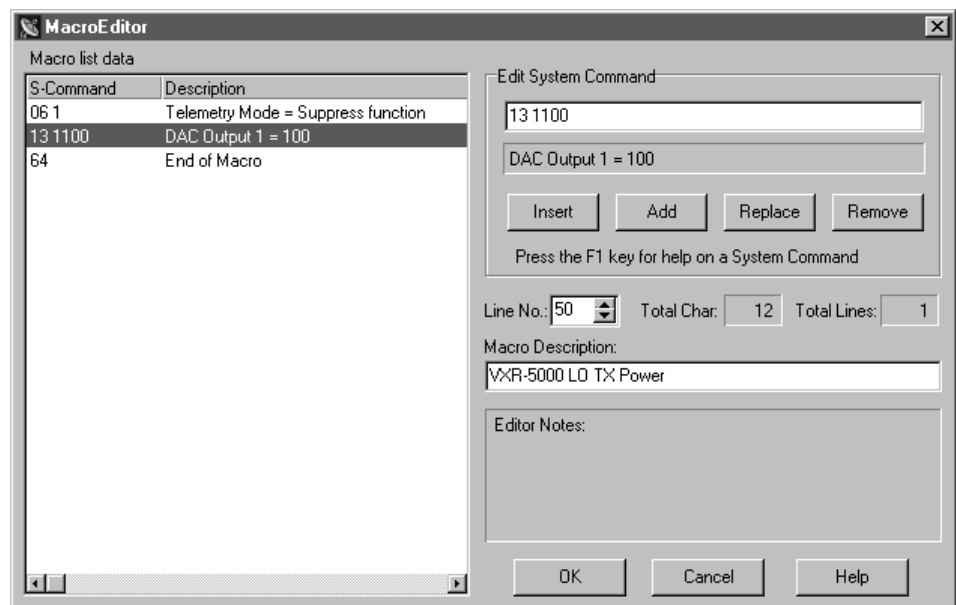 MacroEditor
Macro list data
S-Command Description
06 1 Telemetry Mode = Suppress function
13 1100 DAC Output 1 = 100
64 End of Macro
Edit System Command
13 1100
DAC Output 1 = 100
Insert Add Replace Remove
Press the F1 key for help on a System Command
Line No.: 50 Total Char: 12 Total Lines: 1
Macro Description:
VXR-5000 LO TX Power
Editor Notes:
OK Cancel Help